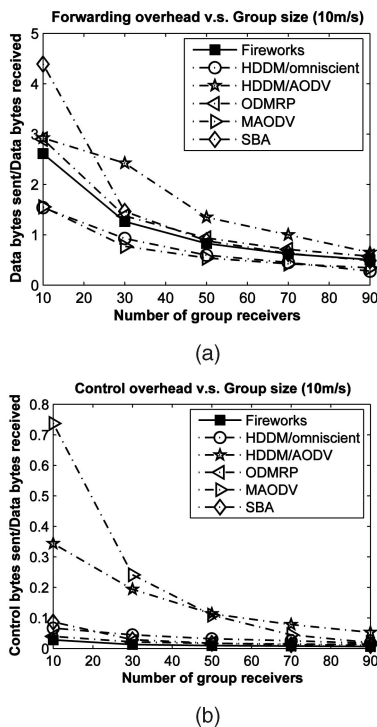 Forwarding overhead v.s. Group size (10m/s)
Data bytes sent/Data bytes received
5
4
3
2
1
0
Fireworks
HDDM/omniscient
HDDM/AODV
ODMRP
MAODV
SBA
10 20 30 40 50 60 70 80 90
Number of group receivers
(a)
Control overhead v.s. Group size (10m/s)
Control bytes sent/Data bytes received
0.8
0.7
0.6
0.5
0.4
0.3
0.2
0.1
0
Fireworks
HDDM/omniscient
HDDM/AODV
ODMRP
MAODV
SBA
10 20 30 40 50 60 70 80 90
Number of group receivers
(b)